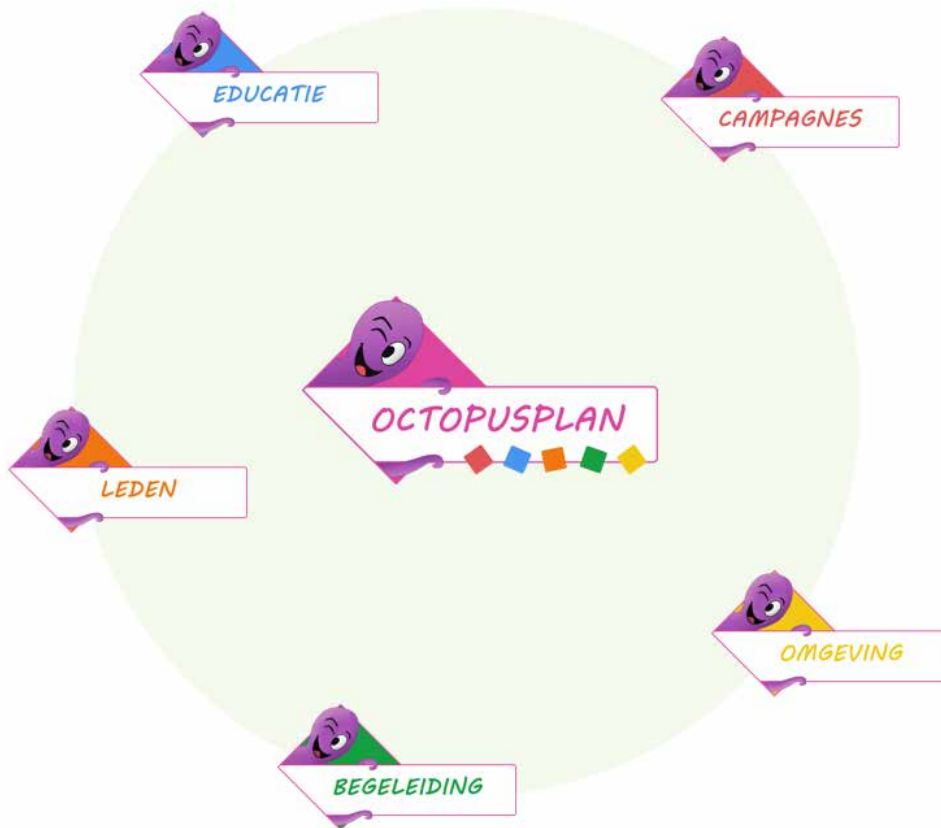 EDUCATIE
CAMPAGNES
OCTOPUSPLAN
LEDEN
OMGEVING
BEGELEIDING